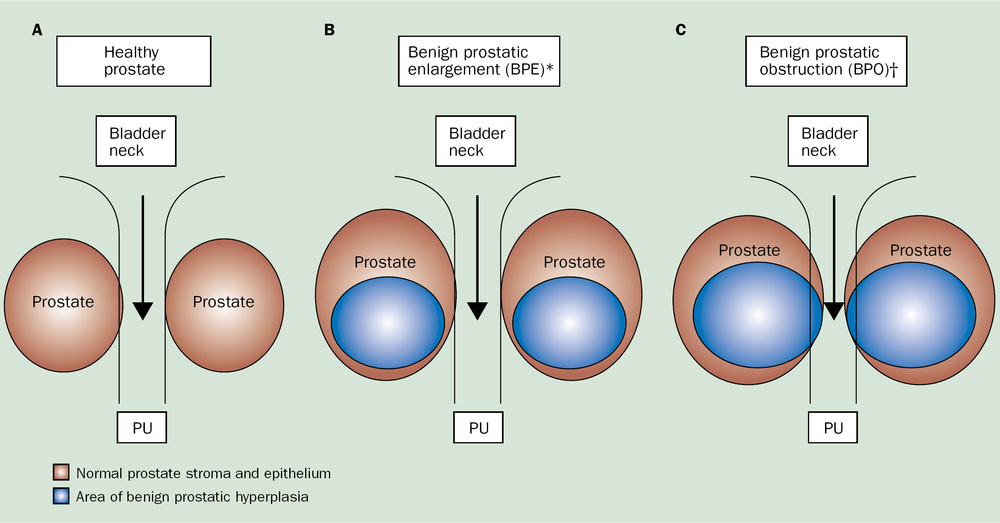 A
Healthy
prostate
Bladder
neck
Prostate
Prostate
PU
B
Benign prostatic
enlargement (BPE)*
Bladder
neck
Prostate
Prostate
PU
C
Benign prostatic
obstruction (BPO)†
Bladder
neck
Prostate
Prostate
PU
Normal prostate stroma and epithelium
Area of benign prostatic hyperplasia